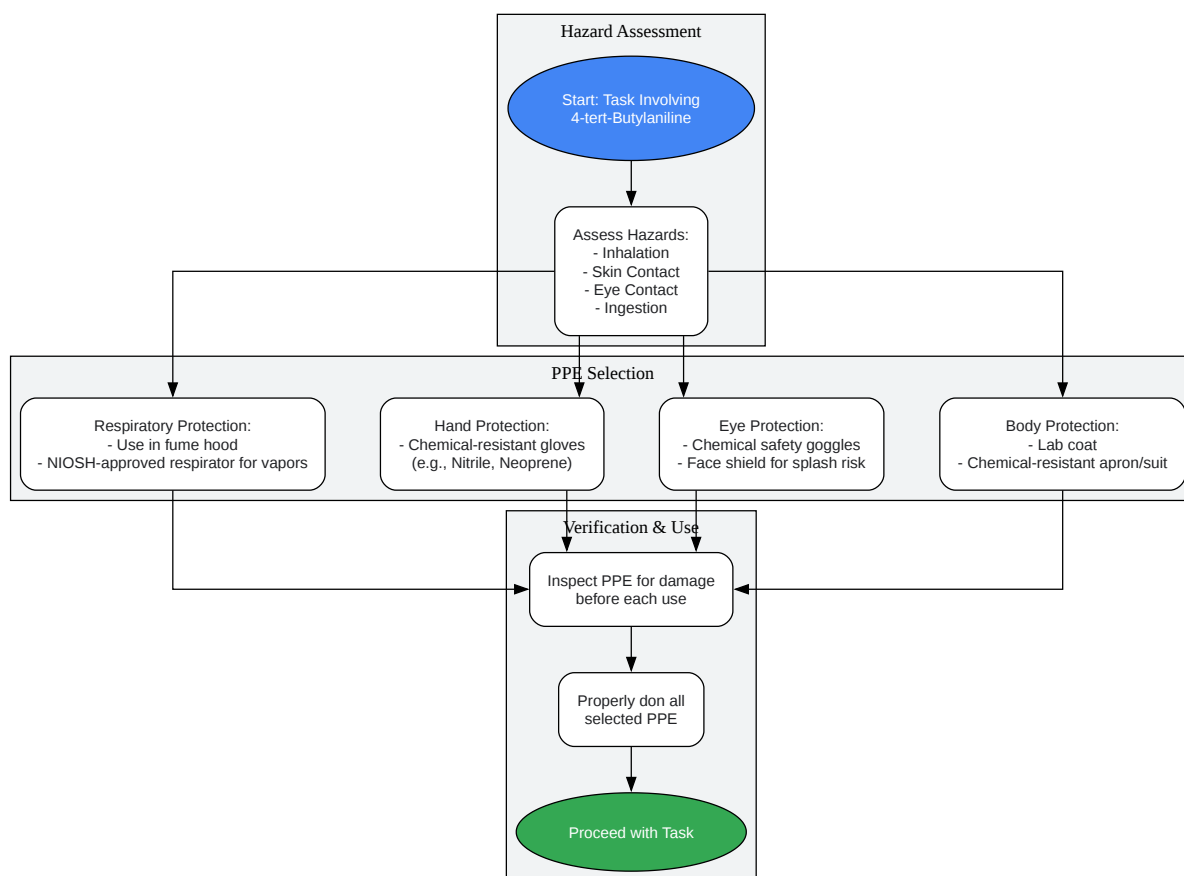 Hazard Assessment
Start: Task Involving
4-tert-Butylaniline
Assess Hazards:
- Inhalation
- Skin Contact
- Eye Contact
- Ingestion
PPE Selection
Respiratory Protection:
- Use in fume hood
- NIOSH-approved respirator for vapors
Hand Protection:
- Chemical-resistant gloves
(e.g., Nitrile, Neoprene)
Eye Protection:
- Chemical safety goggles
- Face shield for splash risk
Body Protection:
- Lab coat
- Chemical-resistant apron/suit
Verification & Use
Inspect PPE for damage
before each use
Properly don all
selected PPE
Proceed with Task